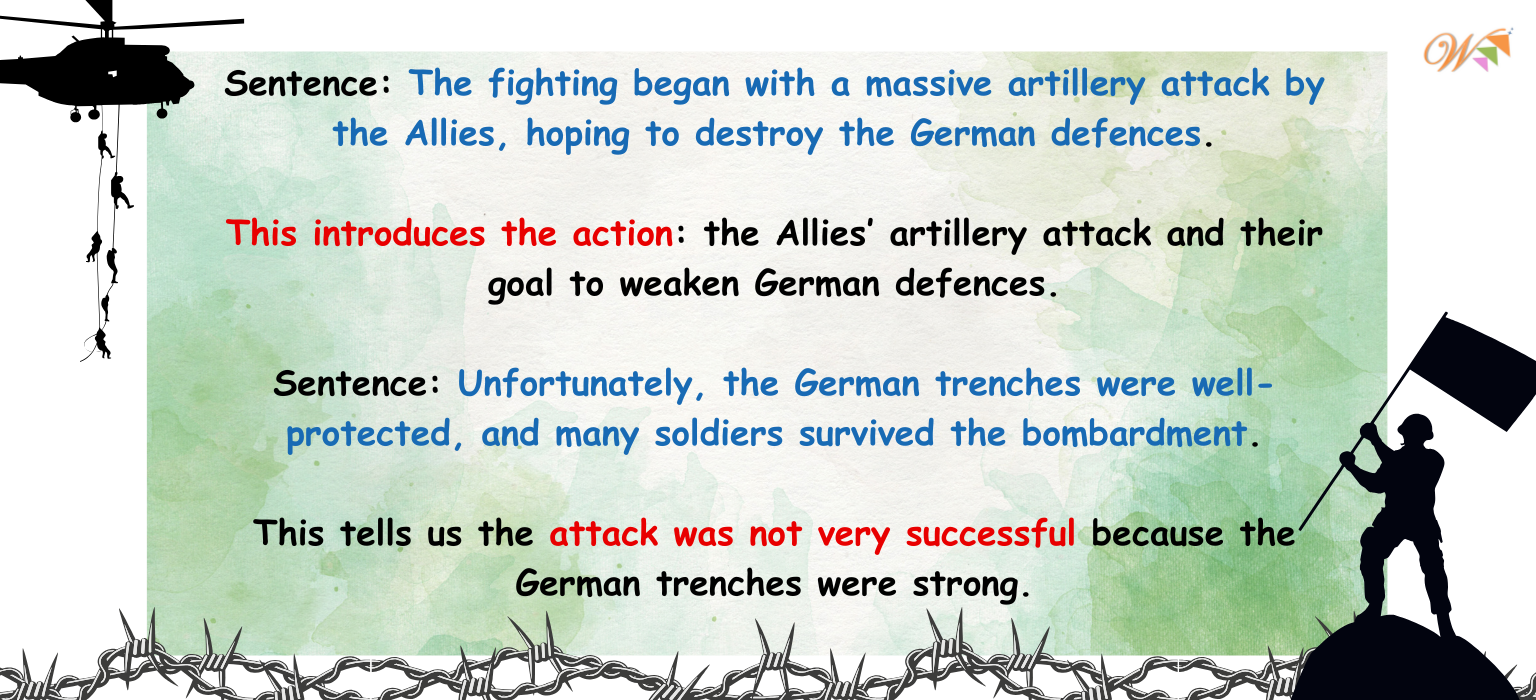 Sentence: The fighting began with a massive artillery attack by
the Allies, hoping to destroy the German defences.
This introduces the action: the Allies’ artillery attack and their
goal to weaken German defences.
Sentence: Unfortunately, the German trenches were well-
protected, and many soldiers survived the bombardment.
This tells us the attack was not very successful because the
German trenches were strong.
W